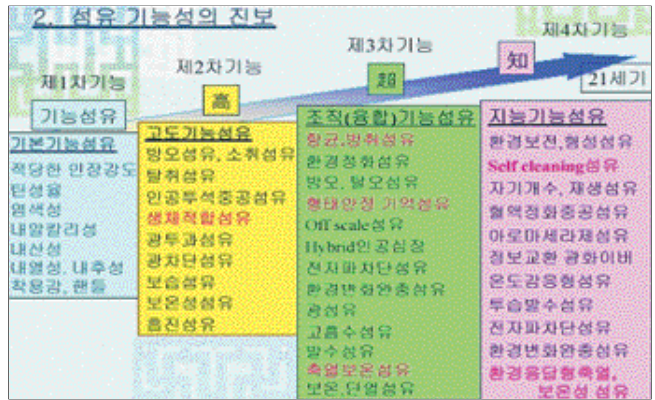 2. 섬유 기능성의 진보
제1차기능
제2차기능
제3차기능
제4차기능
高
超
知
21세기
기능섬유
기본기능섬유
적당한 인장강도
탄성율
염색성
내알칼리성
내산성
내열성, 내후성
착용감, 핸들
고도기능섬유
방오섬유, 소취섬유
탈취섬유
인공투석중공섬유
생체적합섬유
광투과섬유
광차단섬유
보습섬유
보온성섬유
흡진섬유
조직(융합)기능섬유
항균,방취섬유
환경정화섬유
방오, 탈오섬유
형태안정 기억섬유
Off scale섬유
Hybrid인공심장
전자파차단섬유
환경변화완충섬유
광섬유
고흡수섬유
발수섬유
축열보온섬유
보온,단열섬유
지능기능섬유
환경보전,형성섬유
Self cleaning섬유
자기개수, 재생섬유
혈액정화중공섬유
아로마세라제섬유
정보교환 광화이버
온도감응형섬유
투습발수섬유
전자파차단섬유
환경변화완충섬유
환경응답형축열,
보온성 섬유